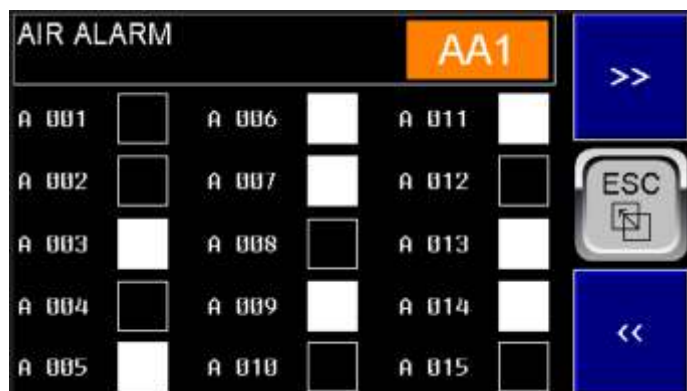 AIR ALARM
AA1
>>
A 001
A 006
A 011
A 002
A 007
A 012
ESC
A 003
A 008
A 013
A 004
A 009
A 014
<<
A 005
A 010
A 015